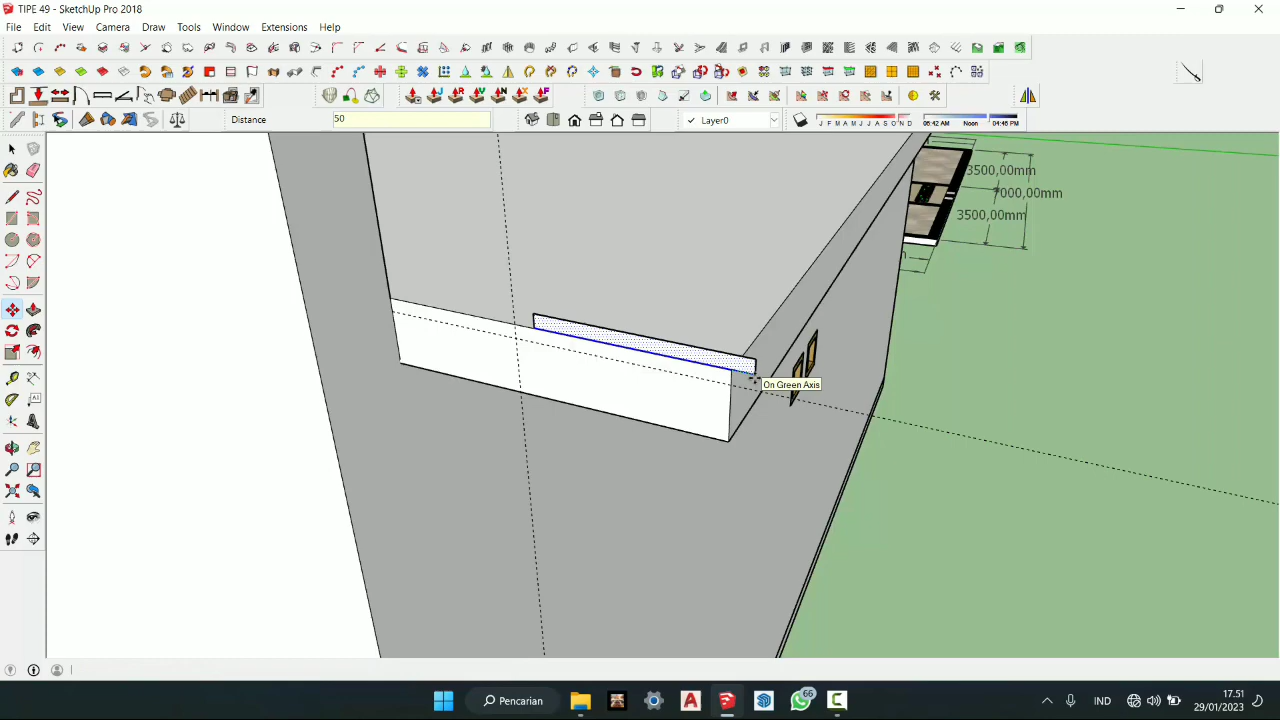 TIPE 49 - SketchUp Pro 2018
File Edit View Camera Draw Tools Window Extensions Help
Distance 50 Layer0 J F M A M J J A S O N D 06:42 AM Noon 04:46 PM
3500,00mm
000,00mm
3500,00mm
On Green Axis
Pencarian 66 IND 17.51
29/01/2023